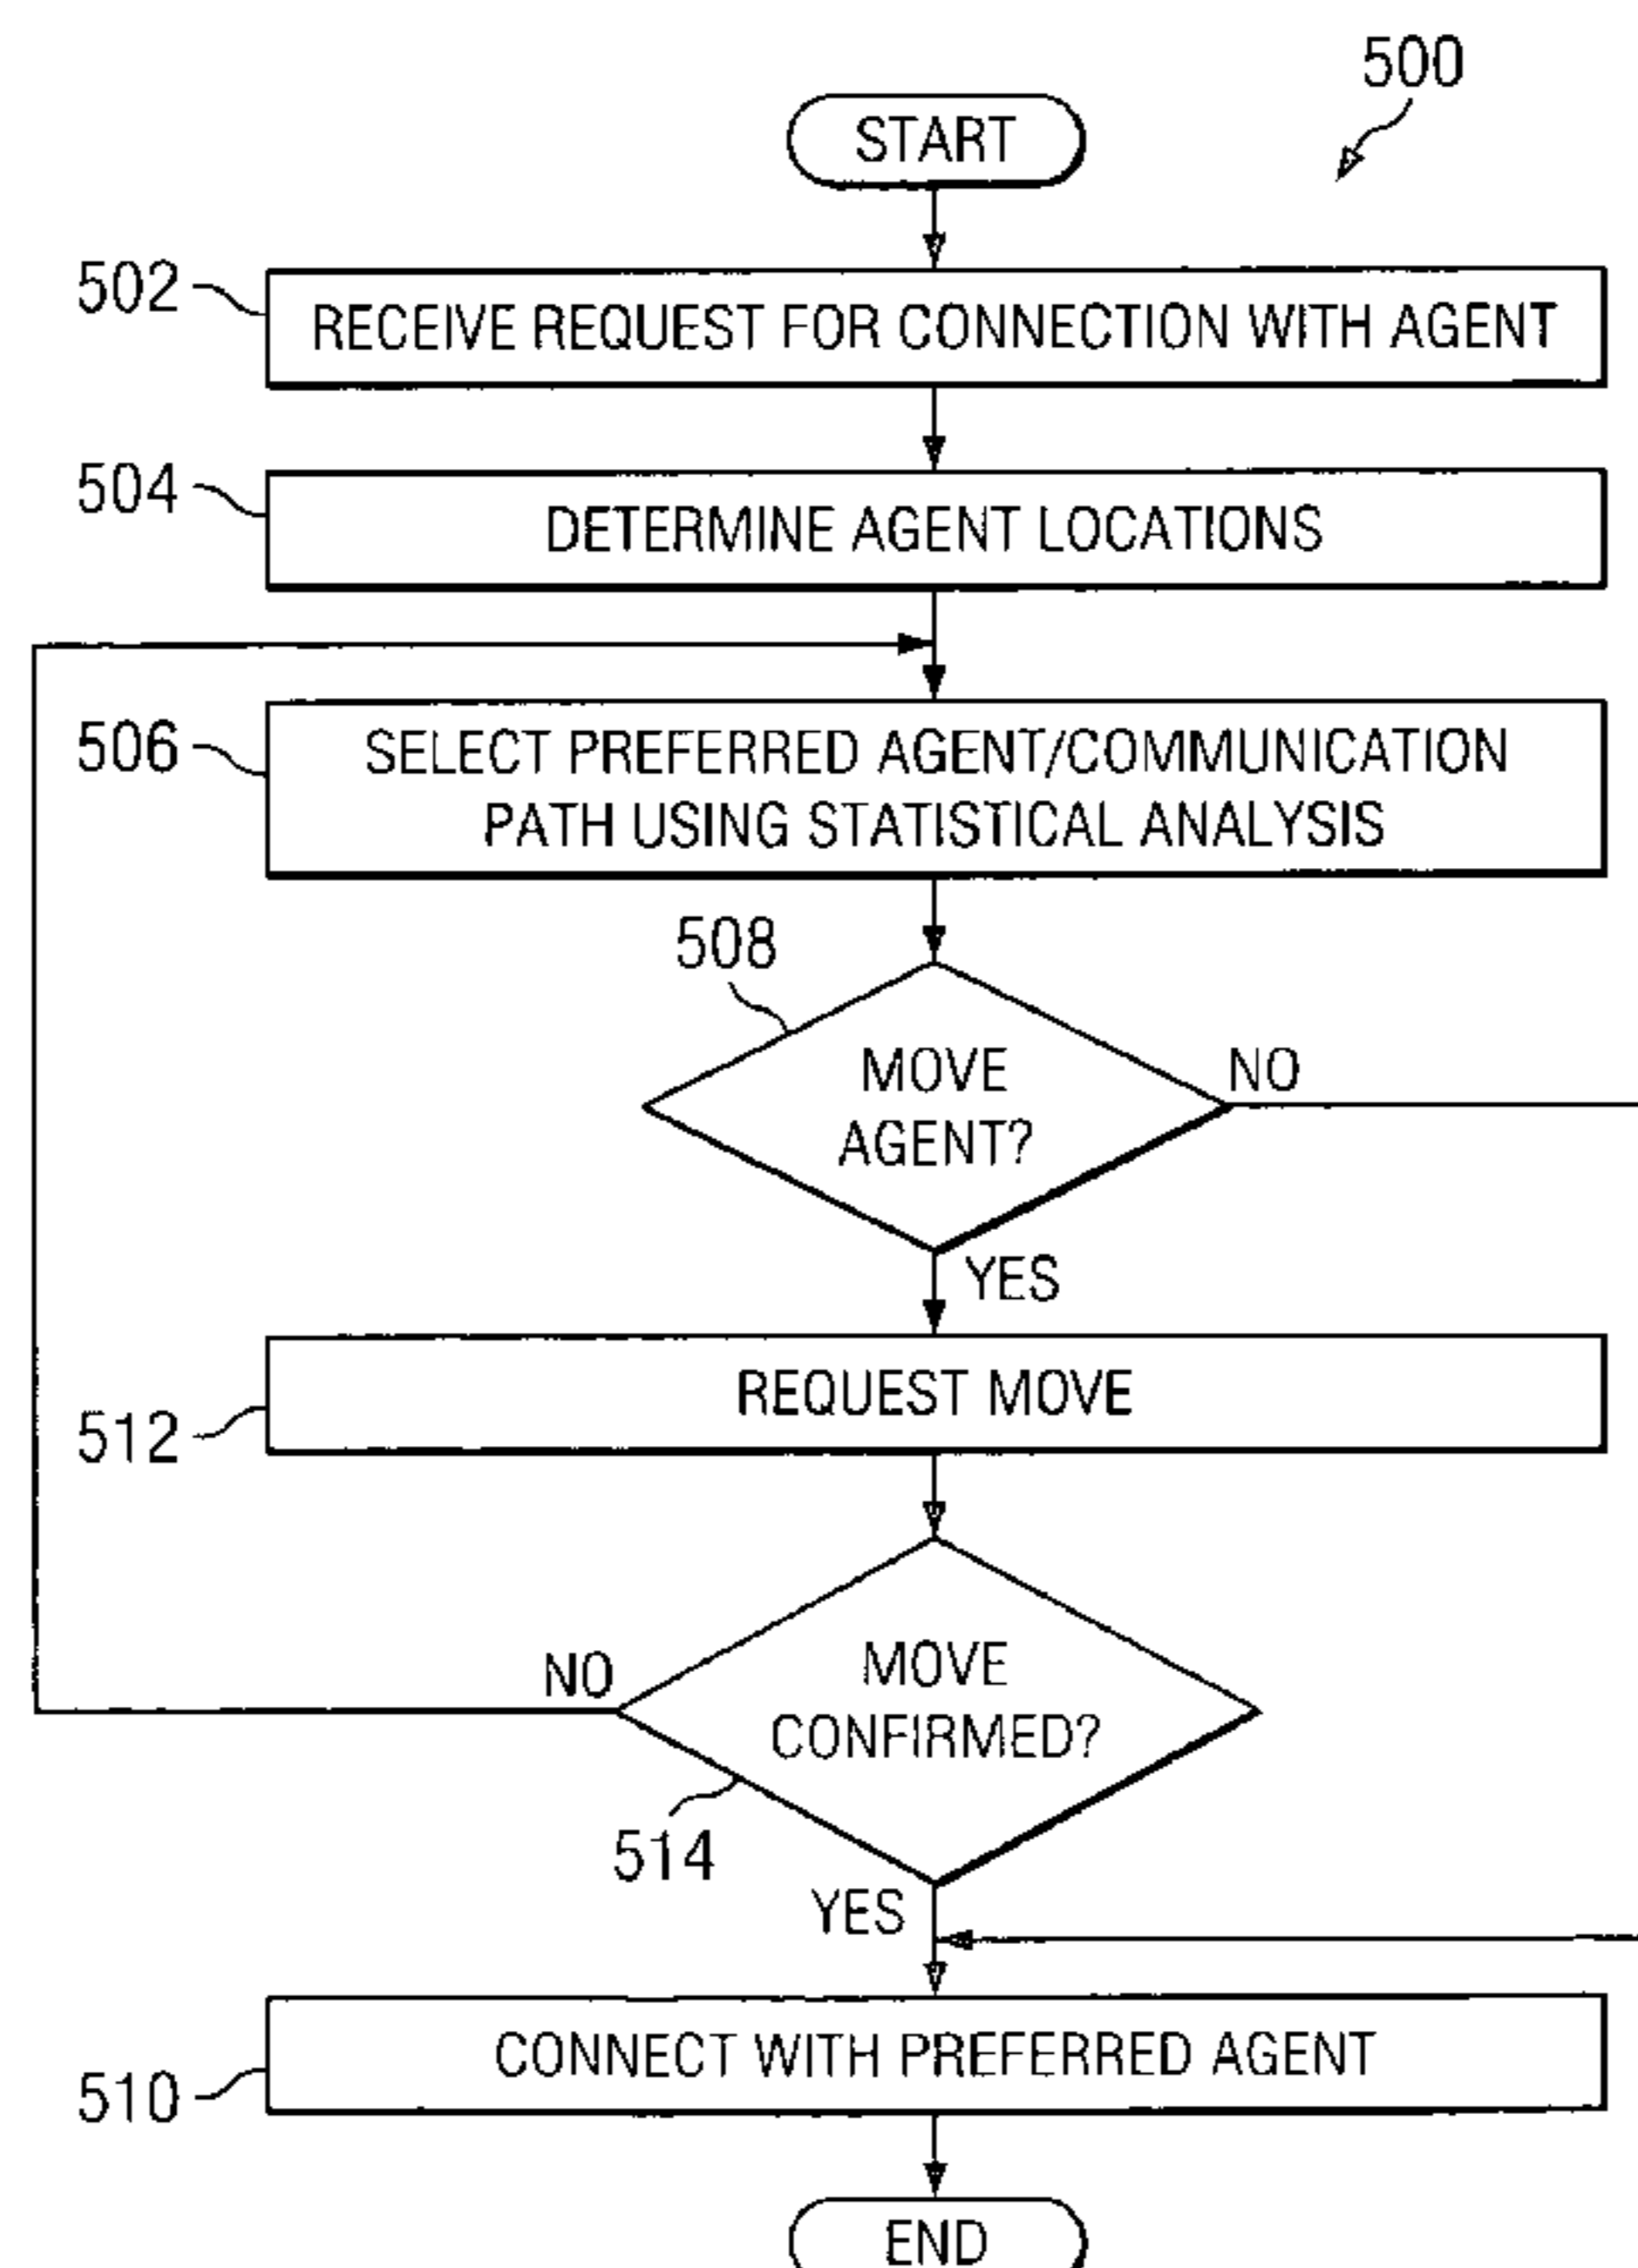 500
START
502
RECEIVE REQUEST FOR CONNECTION WITH AGENT
504
DETERMINE AGENT LOCATIONS
506
SELECT PREFERRED AGENT/COMMUNICATION
PATH USING STATISTICAL ANALYSIS
508
MOVE
AGENT?
NO
YES
REQUEST MOVE
512
MOVE
CONFIRMED?
NO
514
YES
CONNECT WITH PREFERRED AGENT
510
END